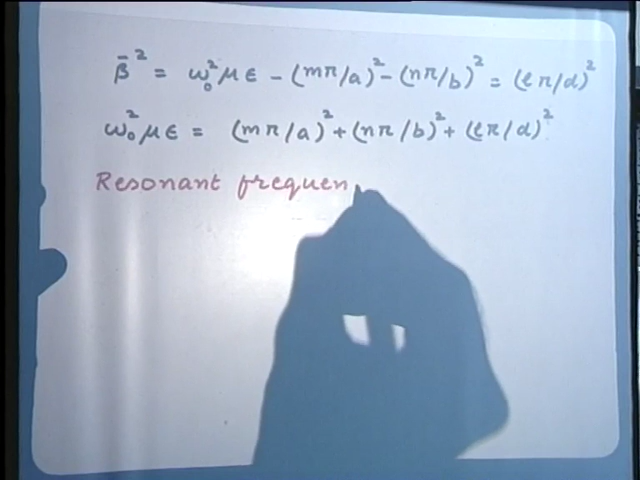 β̄² = ω₀²με - (mπ/a)² - (nπ/b)² = (ℓπ/d)²
ω₀²με = (mπ/a)² + (nπ/b)² + (ℓπ/d)²
Resonant frequen